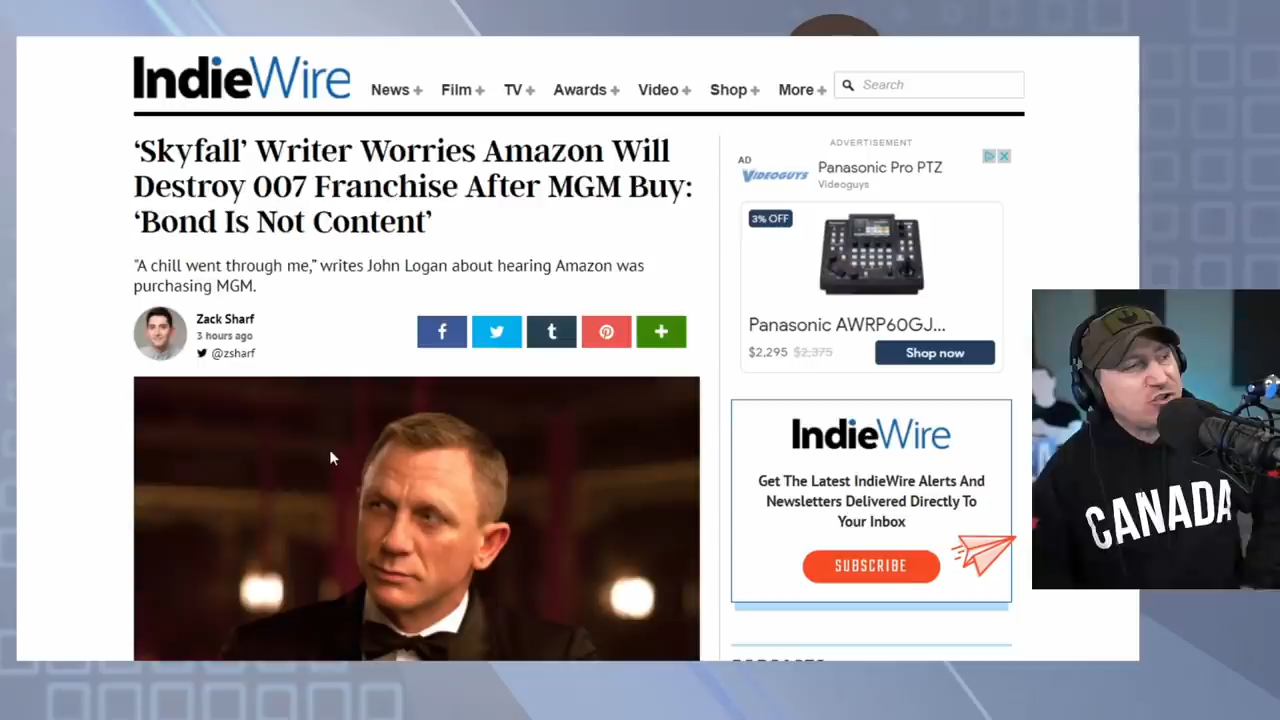 IndieWire
News + Film + TV + Awards + Video + Shop + More + Search
‘Skyfall’ Writer Worries Amazon Will
Destroy 007 Franchise After MGM Buy:
‘Bond Is Not Content’
"A chill went through me,” writes John Logan about hearing Amazon was
purchasing MGM.
Zack Sharf
3 hours ago
@zsharf
f
t
+
ADVERTISEMENT
AD
VIDEOGUYS
Panasonic Pro PTZ
Videoguys
3% OFF
Panasonic AWRP60GJ...
$2,295 $2,375 Shop now
IndieWire
Get The Latest IndieWire Alerts And
Newsletters Delivered Directly To
Your Inbox
SUBSCRIBE
CANADA